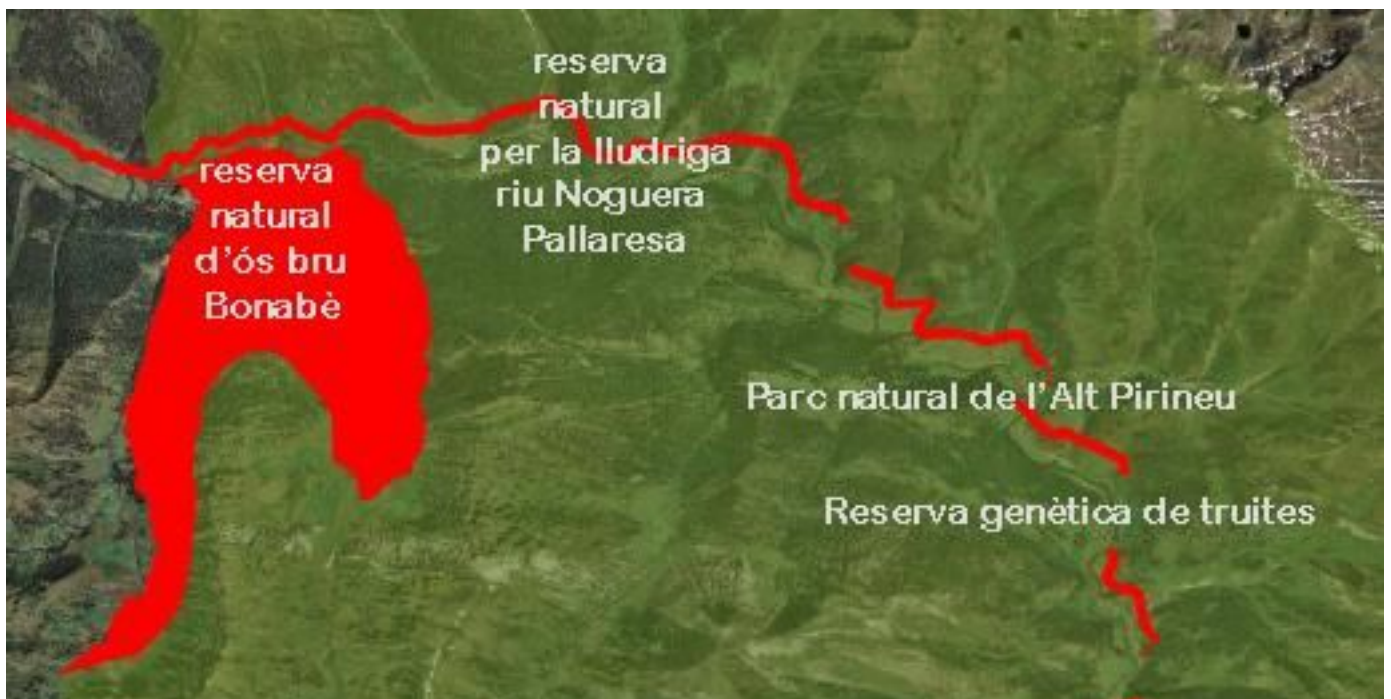 reserva
natural
per la lludriga
riu Noguera
Pallaresa
reserva
natural
d'ós bru
Bonabè
Parc natural de l'Alt Pirineu
Reserva genètica de truites